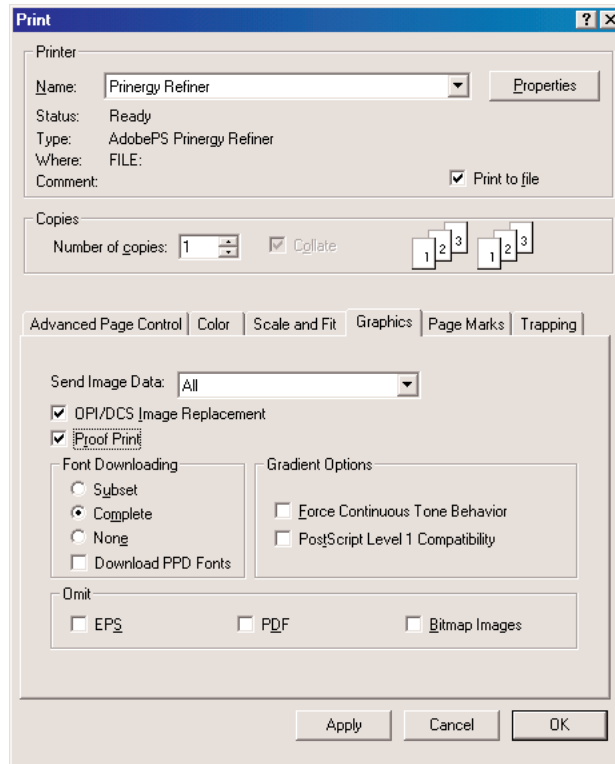 Print
Printer
Name: Prinergy Refiner Properties
Status: Ready
Type: AdobePS Prinergy Refiner
Where: FILE:
Comment: Print to file
Copies
Number of copies: 1 Collate 1 2 3 1 2 3
Advanced Page Control Color Scale and Fit Graphics Page Marks Trapping
Send Image Data: All
OPI/DCS Image Replacement
Proof Print
Font Downloading Gradient Options
Subset
Complete Force Continuous Tone Behavior
None PostScript Level 1 Compatibility
Download PPD Fonts
Omit
EPS PDF Bitmap Images
Apply Cancel OK